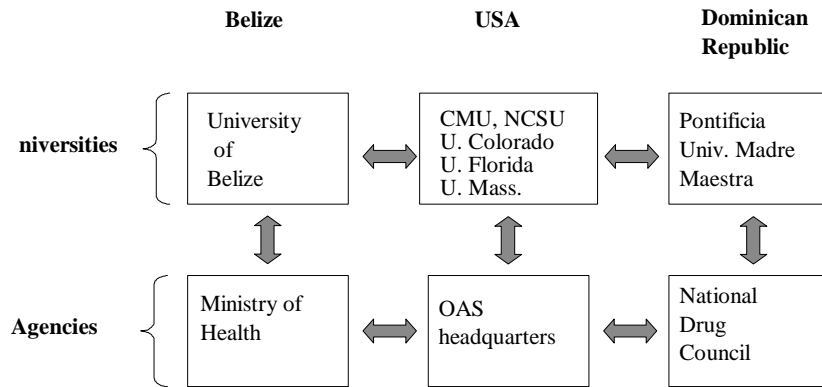 Belize
USA
Dominican
Republic
niversities
University
of
Belize
CMU, NCSU
U. Colorado
U. Florida
U. Mass.
Pontificia
Univ. Madre
Maestra
Agencies
Ministry of
Health
OAS
headquarters
National
Drug
Council